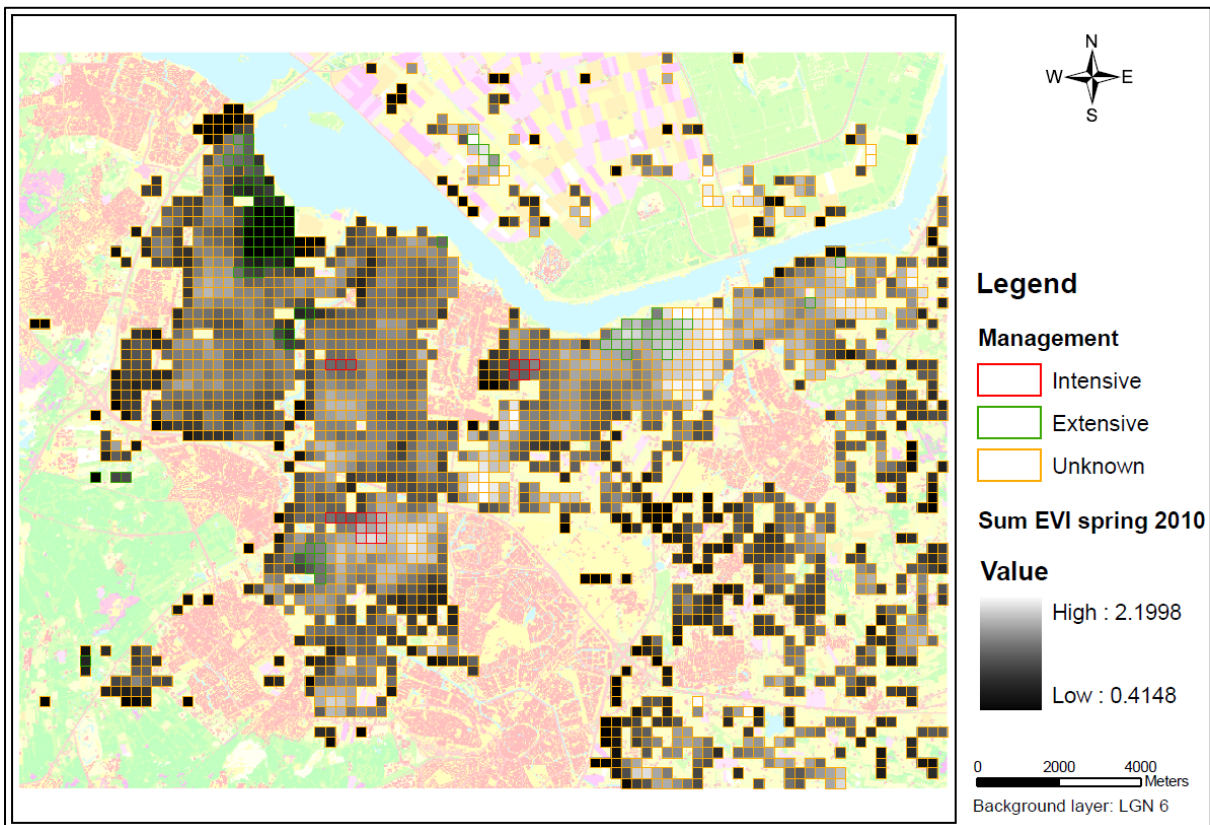 N
W E
S
Legend
Management
Intensive
Extensive
Unknown
Sum EVI spring 2010
Value
High : 2.1998
Low : 0.4148
0 2000 4000
Meters
Background layer: LGN 6